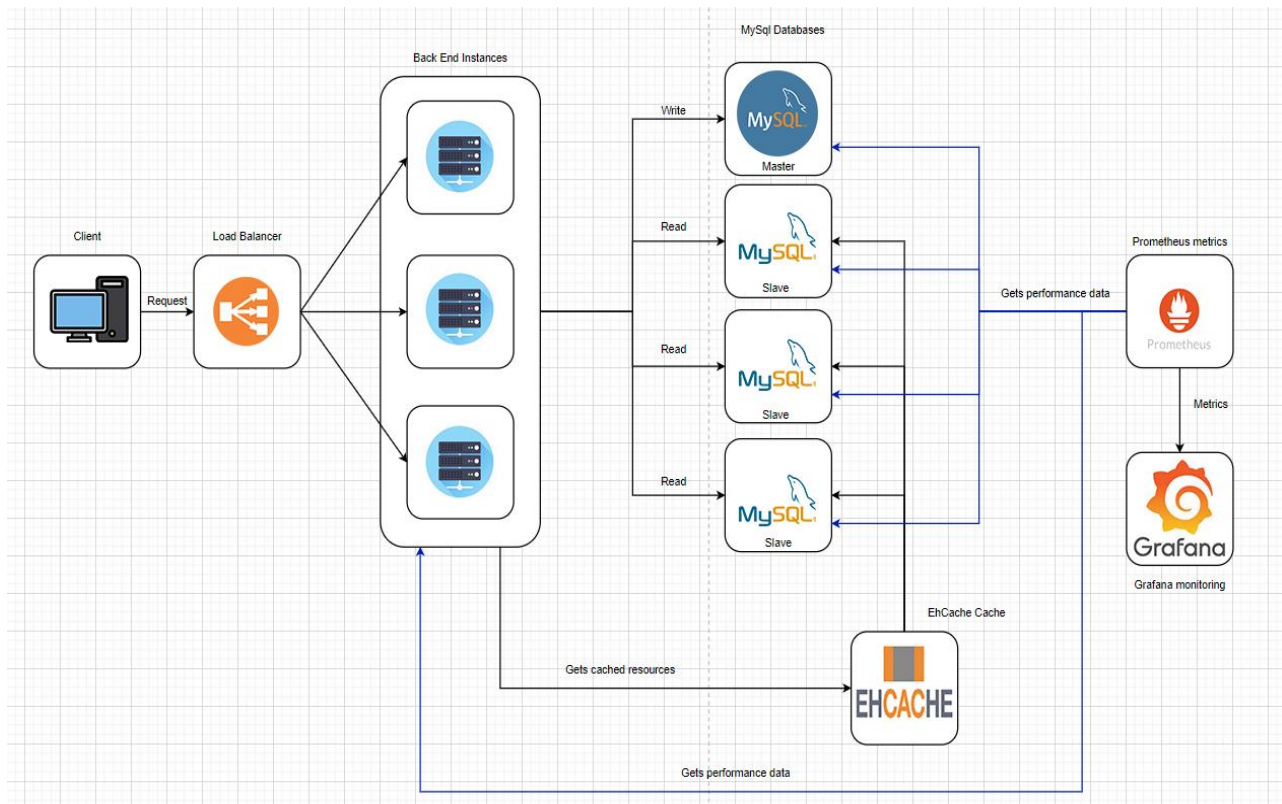 MySql Databases
Back End Instances
Write
MySQL
Master
Client
Load Balancer
Read
MySQL
Slave
Prometheus metrics
Request
Gets performance data
Prometheus
Read
MySQL
Slave
Metrics
Read
MySQL
Slave
Grafana
Grafana monitoring
EhCache Cache
Gets cached resources
EHCACHE
Gets performance data